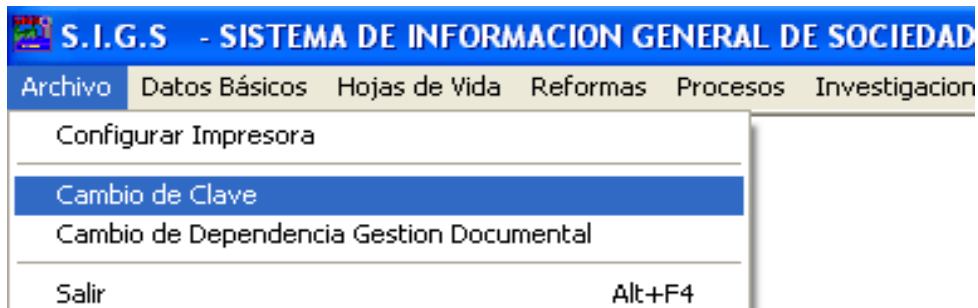 S.I.G.S - SISTEMA DE INFORMACION GENERAL DE SOCIEDAD
Archivo Datos Básicos Hojas de Vida Reformas Procesos Investigacion
Configurar Impresora
Cambio de Clave
Cambio de Dependencia Gestion Documental
Salir Alt+F4